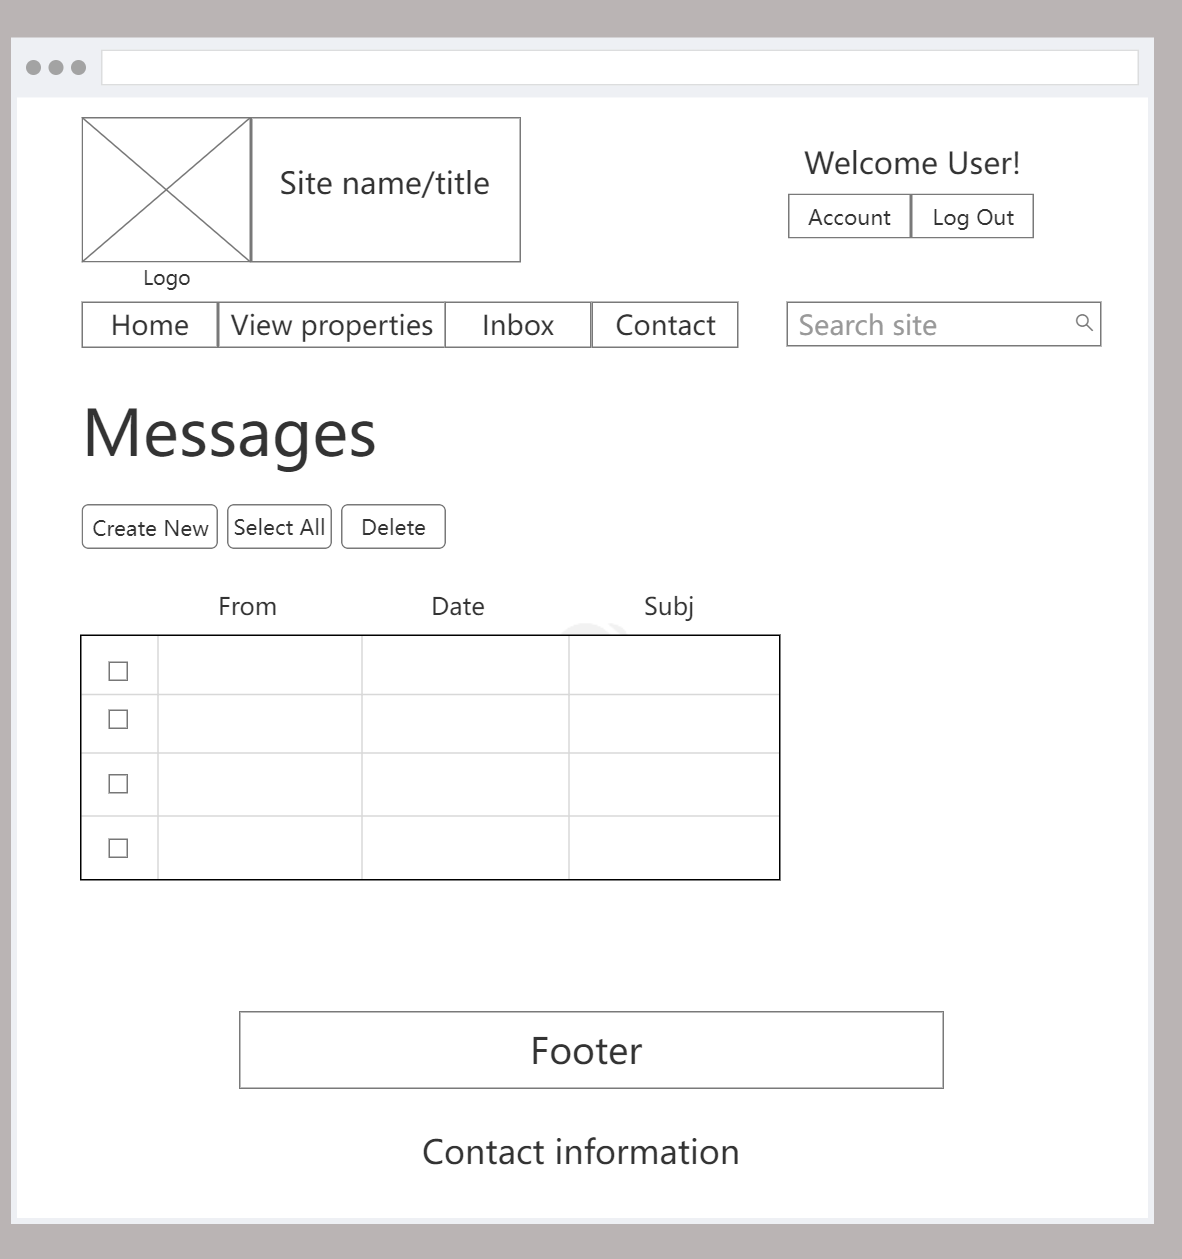 Site name/title
Welcome User!
Account Log Out
Logo
Home View properties Inbox Contact Search site
Messages
Create New Select All Delete
From Date Subj
Footer
Contact information